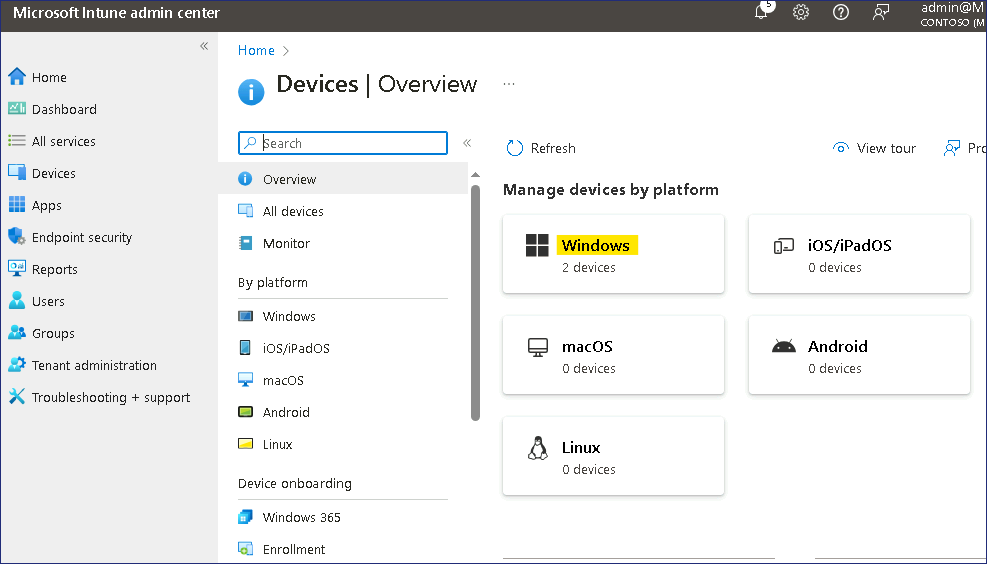 Microsoft Intune admin center
5
admin@M
CONTOSO (M
«
Home
Dashboard
All services
Devices
Apps
Endpoint security
Reports
Users
Groups
Tenant administration
Troubleshooting + support
Home >
Devices | Overview ...
Search
«
Overview
All devices
Monitor
By platform
Windows
iOS/iPadOS
macOS
Android
Linux
Device onboarding
Windows 365
Enrollment
Refresh
View tour
Pro
Manage devices by platform
Windows
2 devices
iOS/iPadOS
0 devices
macOS
0 devices
Android
0 devices
Linux
0 devices